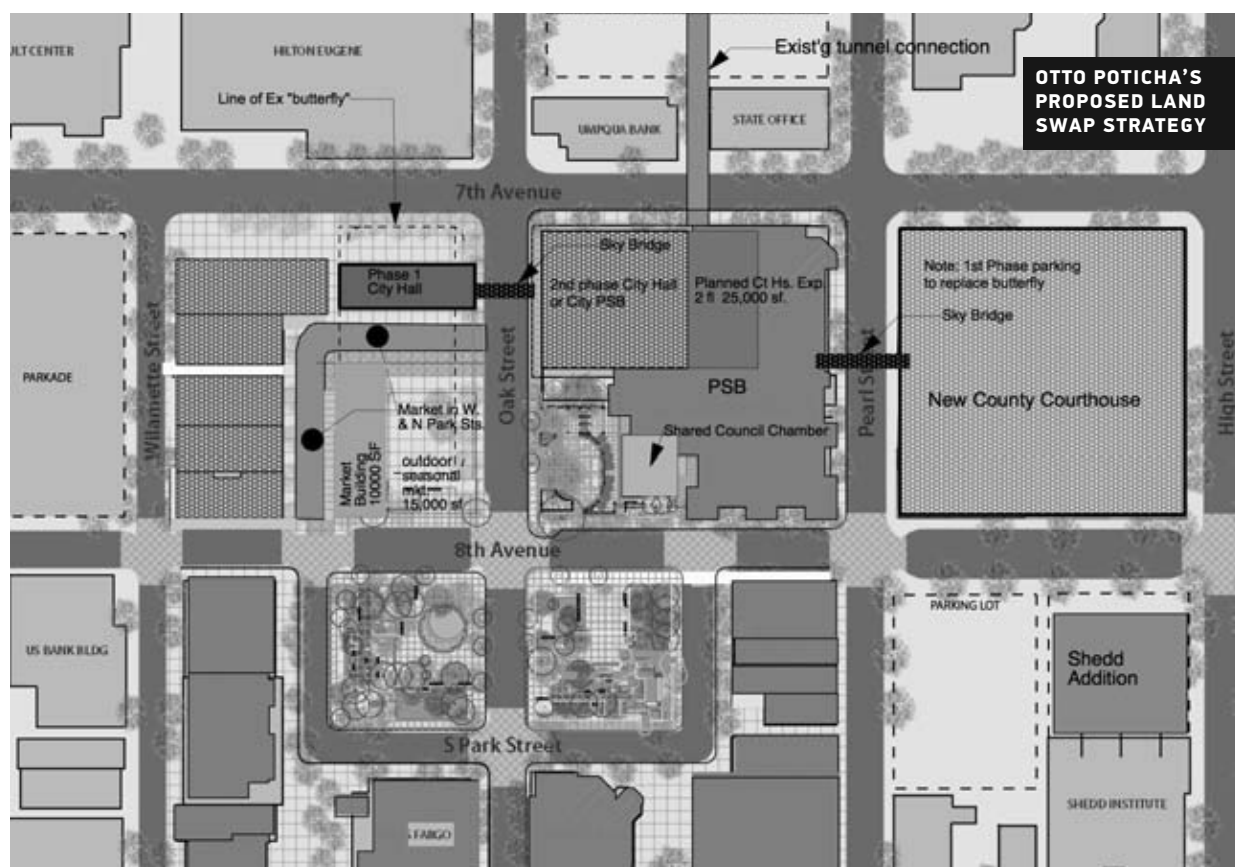 ULT CENTER
HILTON EUGENE
Exist'g tunnel connection
OTTO POTICHA'S
PROPOSED LAND
SWAP STRATEGY
Line of Ex "butterfly"
UMPQUA BANK
STATE OFFICE
7th Avenue
Phase 1
City Hall
Sky Bridge
2nd phase City Hall
or City PSB
Planned Ct Hs. Exp.
2 fl 25,000 sf.
Note: 1st Phase parking
to replace butterfly
Sky Bridge
PARKADE
Wilamette Street
Oak Street
PSB
Pearl Street
New County Courthouse
High Street
Market in W.
& N Park Sts.
Shared Council Chamber
Market
Building
10000 SF
outdoor /
seasonal
mkt.
15,000 sf
8th Avenue
US BANK BLDG
PARKING LOT
Shedd
Addition
S Park Street
SHEDD INSTITUTE
FARGO